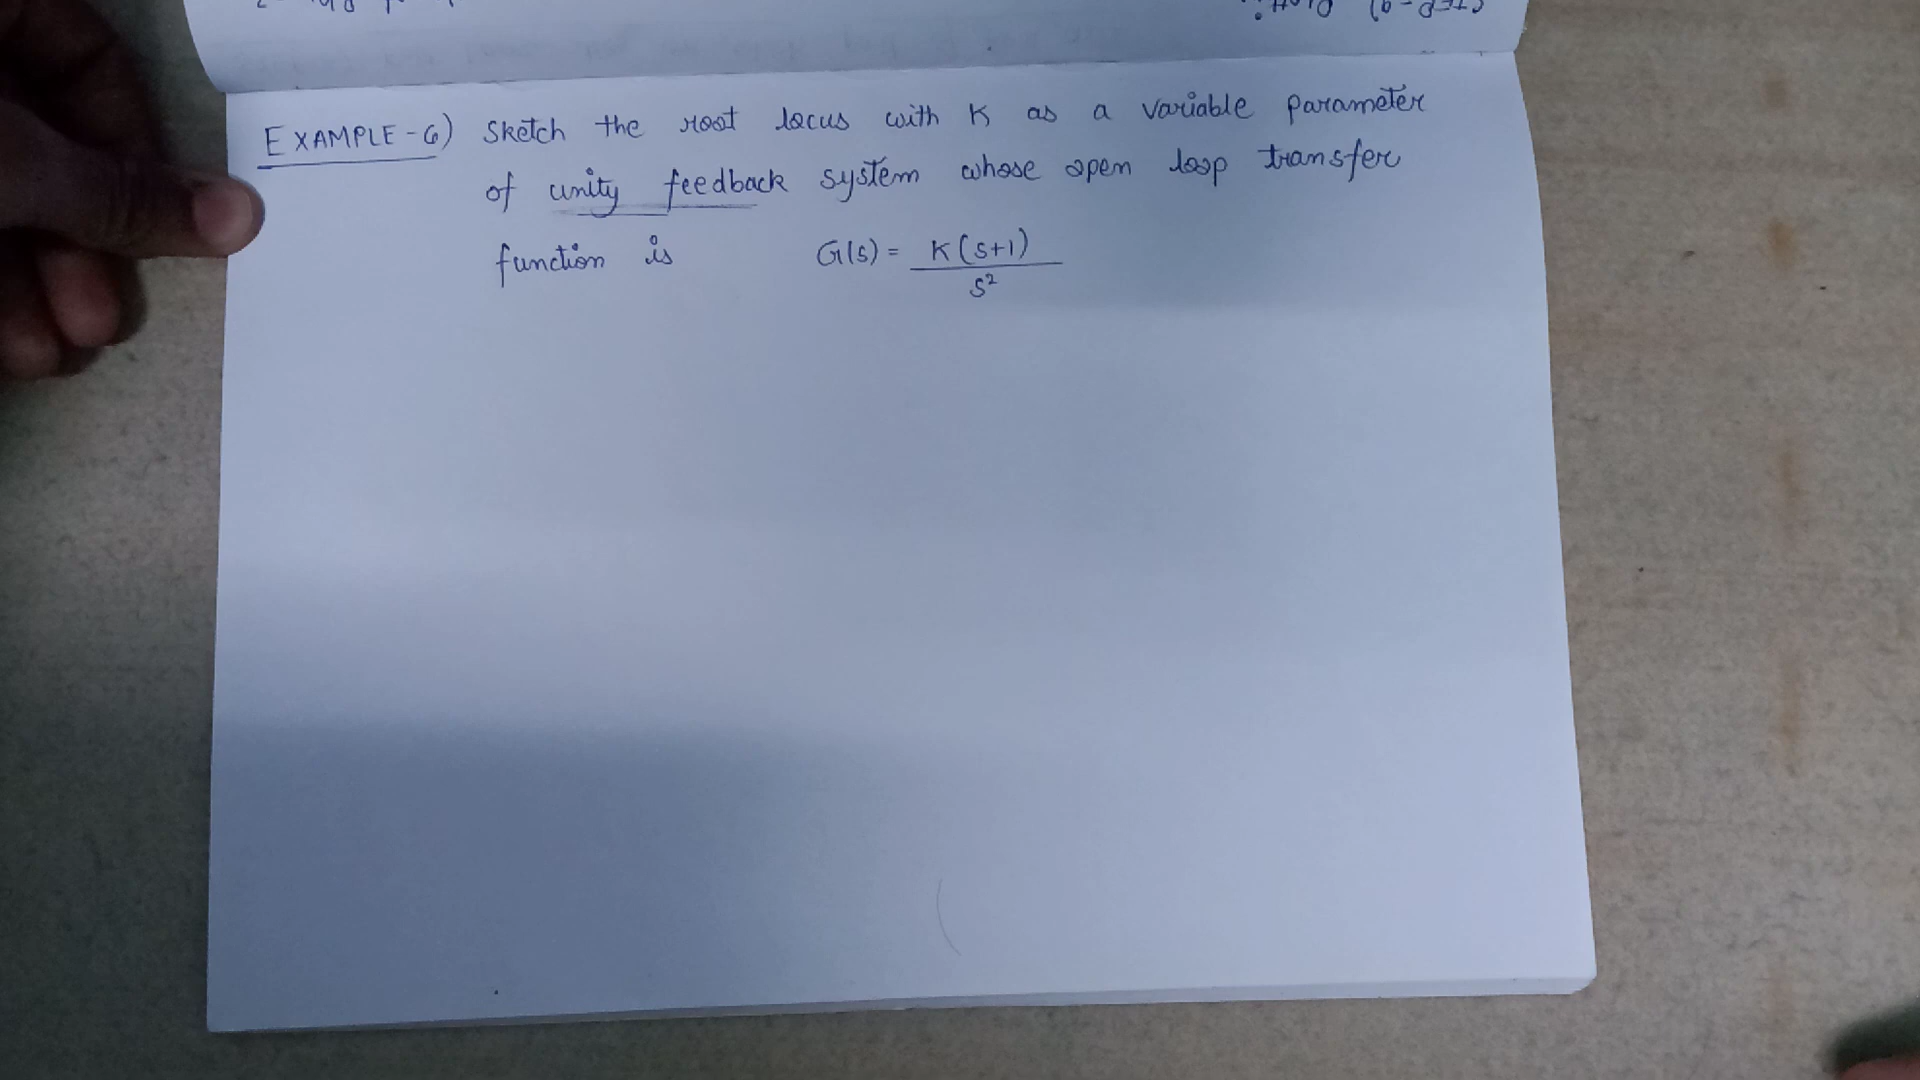 EXAMPLE-6) Sketch the root locus with K as a variable parameter
of unity feedback system whose open loop transfer
function is G(s) = K(s+1)
s²